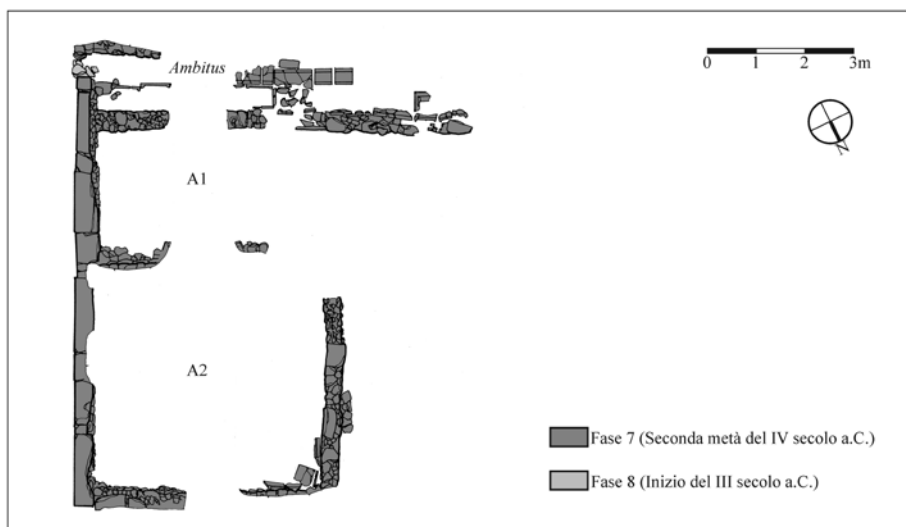 Ambitus
0 1 2 3m
N
A1
A2
Fase 7 (Seconda metà del IV secolo a.C.)
Fase 8 (Inizio del III secolo a.C.)